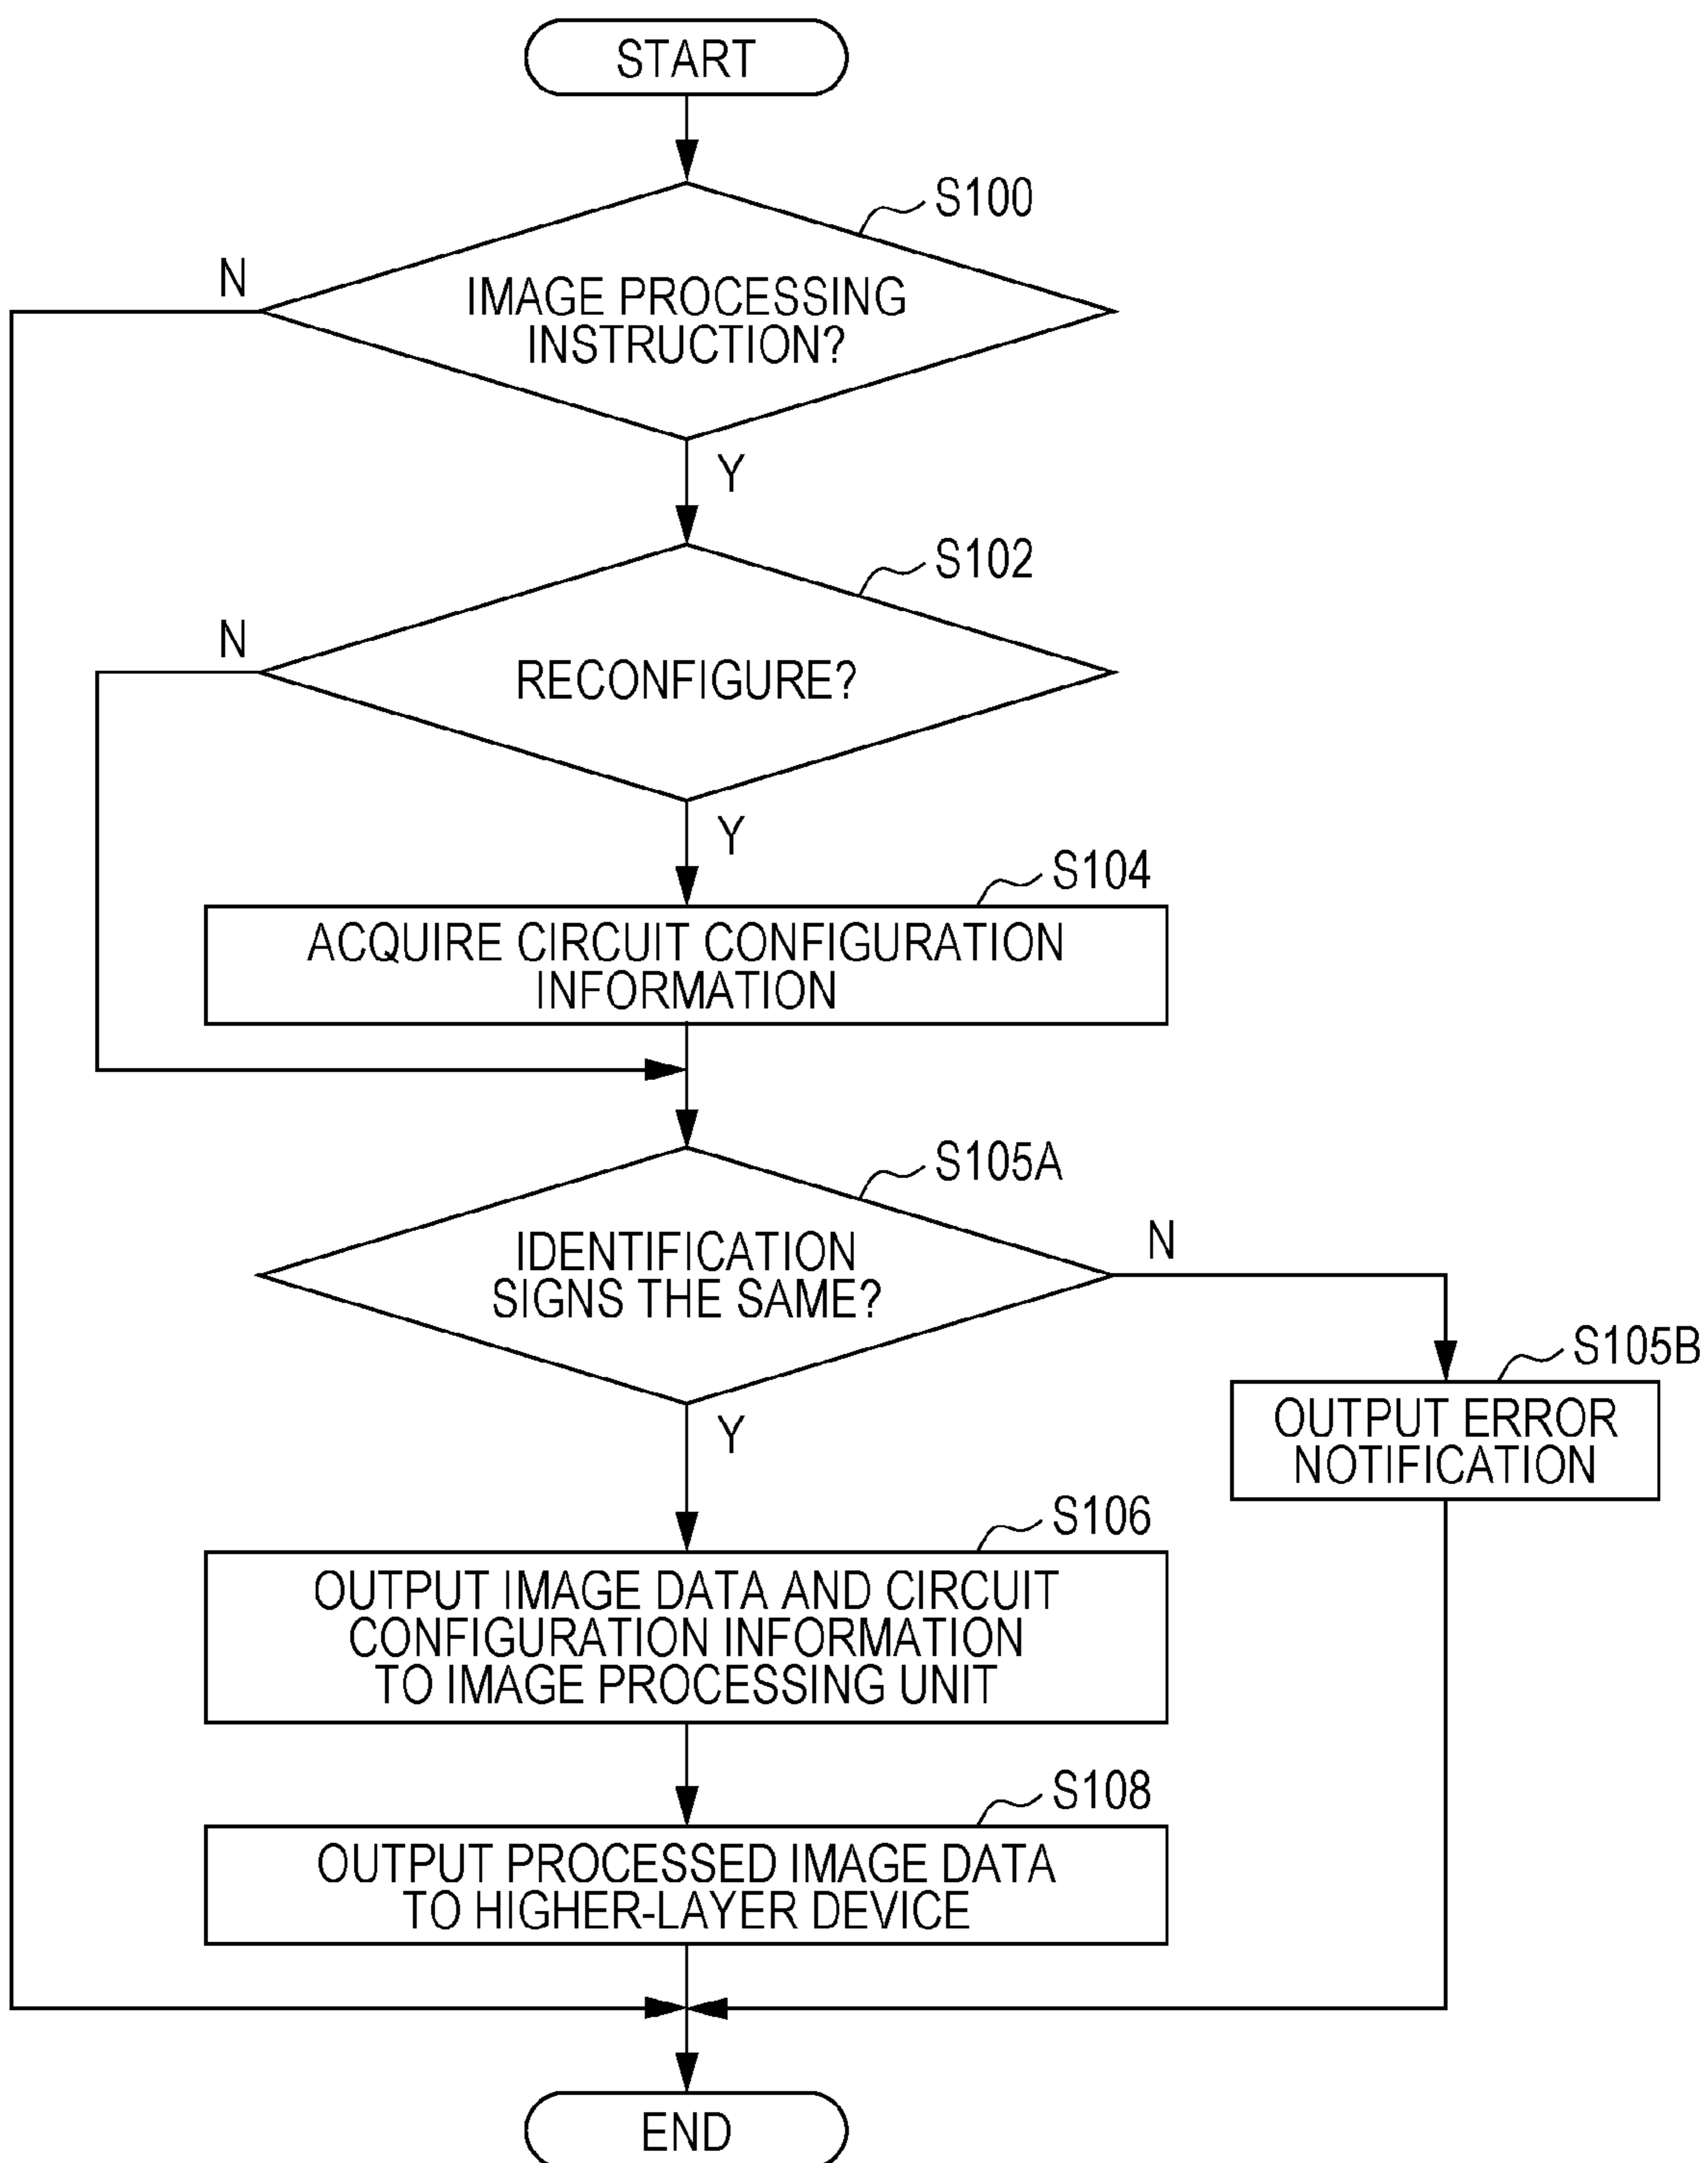 START
S100
N
IMAGE PROCESSING
INSTRUCTION?
Y
S102
N
RECONFIGURE?
Y
S104
ACQUIRE CIRCUIT CONFIGURATION
INFORMATION
S105A
IDENTIFICATION
SIGNS THE SAME?
N
S105B
OUTPUT ERROR
NOTIFICATION
Y
S106
OUTPUT IMAGE DATA AND CIRCUIT
CONFIGURATION INFORMATION
TO IMAGE PROCESSING UNIT
S108
OUTPUT PROCESSED IMAGE DATA
TO HIGHER-LAYER DEVICE
END